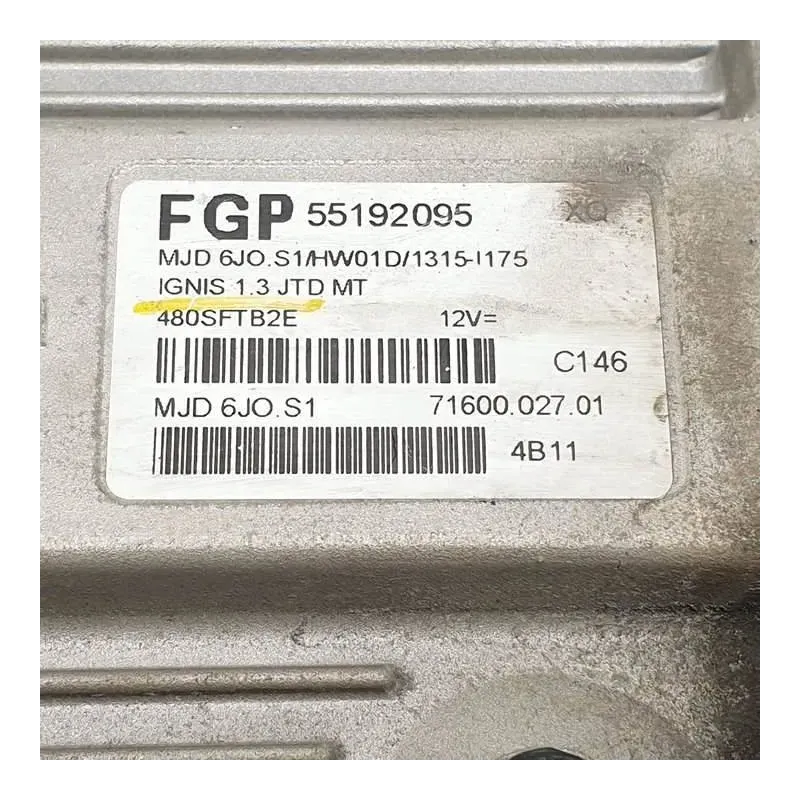 FGP 55192095 XQ
MJD 6JO.S1/HW01D/1315-I175
IGNIS 1.3 JTD MT
480SFTB2E 12V=
C146
MJD 6JO.S1 71600.027.01
4B11